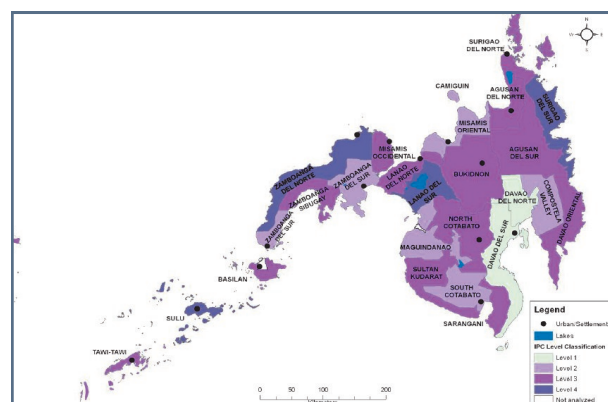 N
SURIGAO
DEL NORTE
CAMIGUIN
AGUSAN
DEL NORTE
SURIGAO
DEL SUR
MISAMIS
ORIENTAL
MISAMIS
OCCIDENTAL
AGUSAN
DEL SUR
ZAMBOANGA
DEL NORTE
ZAMBOANGA
DEL SUR
LANAO
DEL NORTE
BUKIDNON
ZAMBOANGA
SIBUGAY
LANAO DEL
SUR
DAVAO
DEL NORTE
COMPOSTELA
VALLEY
ZAMBOANGA
DEL SUR
NORTH
COTABATO
DAVAO DEL SUR
DAVAO ORIENTAL
MAGUINDANAO
BASILAN
SULTAN
KUDARAT
SOUTH
COTABATO
SULU
SARANGANI
TAWI-TAWI
Legend
Urban/Settlement
Lakes
IPC Level Classification
Level 1
Level 2
Level 3
Level 4
Not analyzed
0 50 100 200